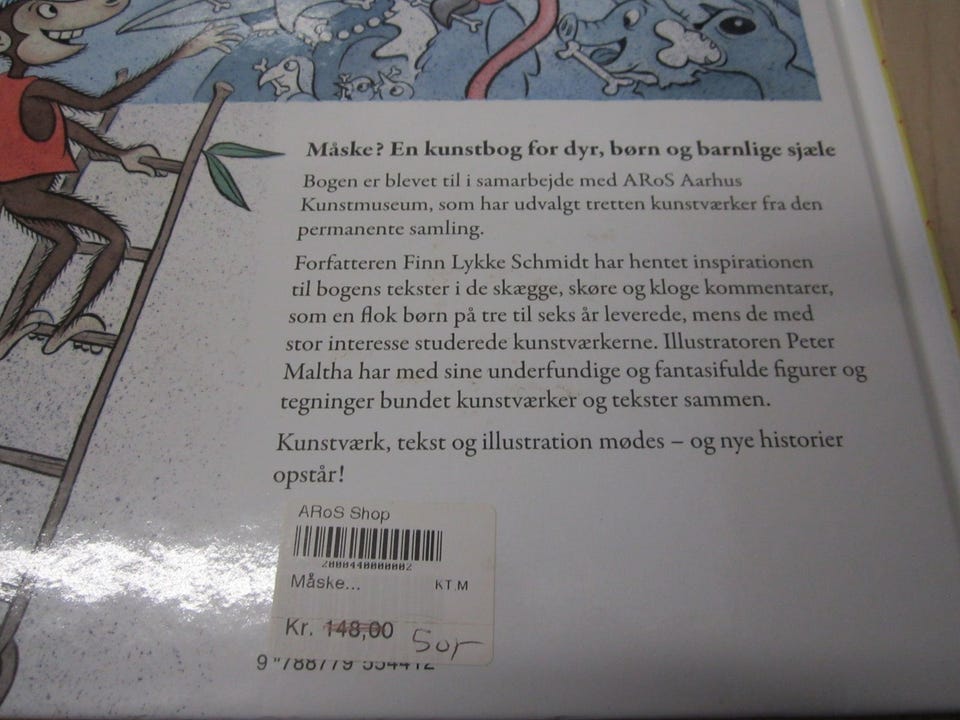 Måske? En kunstbog for dyr, børn og barnlige sjæle
Bogen er blevet til i samarbejde med ARoS Aarhus
Kunstmuseum, som har udvalgt tretten kunstværker fra den
permanente samling.
Forfatteren Finn Lykke Schmidt har hentet inspirationen
til bogens tekster i de skægge, skøre og kloge kommentarer,
som en flok børn på tre til seks år leverede, mens de med
stor interesse studerede kunstværkerne. Illustratoren Peter
Maltha har med sine underfundige og fantasifulde figurer og
tegninger bundet kunstværker og tekster sammen.
Kunstværk, tekst og illustration mødes – og nye historier
opstår!
ARoS Shop
2000440000002
Måske... KT.M
Kr. 148,00
9 788779 554412